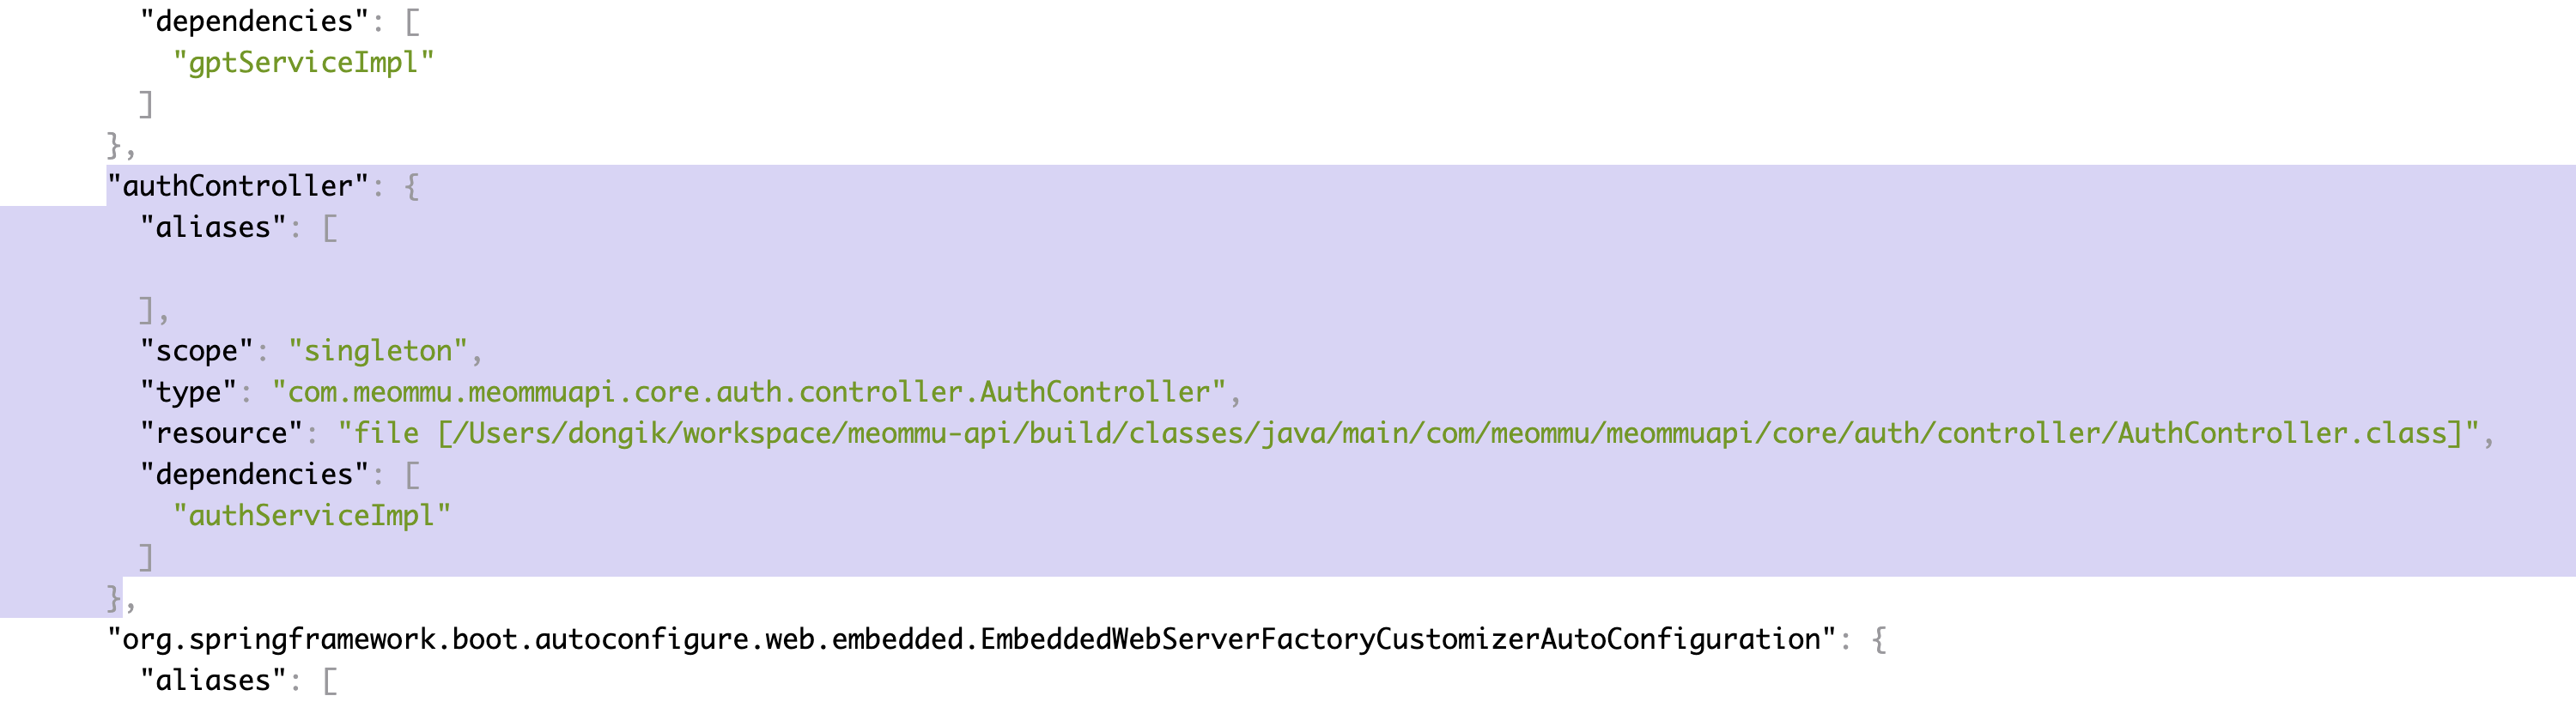 "dependencies": [
"gptServiceImpl"
]
},
"authController": {
"aliases": [
],
"scope": "singleton",
"type": "com.meommu.meommuapi.core.auth.controller.AuthController",
"resource": "file [/Users/dongik/workspace/meommu-api/build/classes/java/main/com/meommu/meommuapi/core/auth/controller/AuthController.class]",
"dependencies": [
"authServiceImpl"
]
},
"org.springframework.boot.autoconfigure.web.embedded.EmbeddedWebServerFactoryCustomizerAutoConfiguration": {
"aliases": [